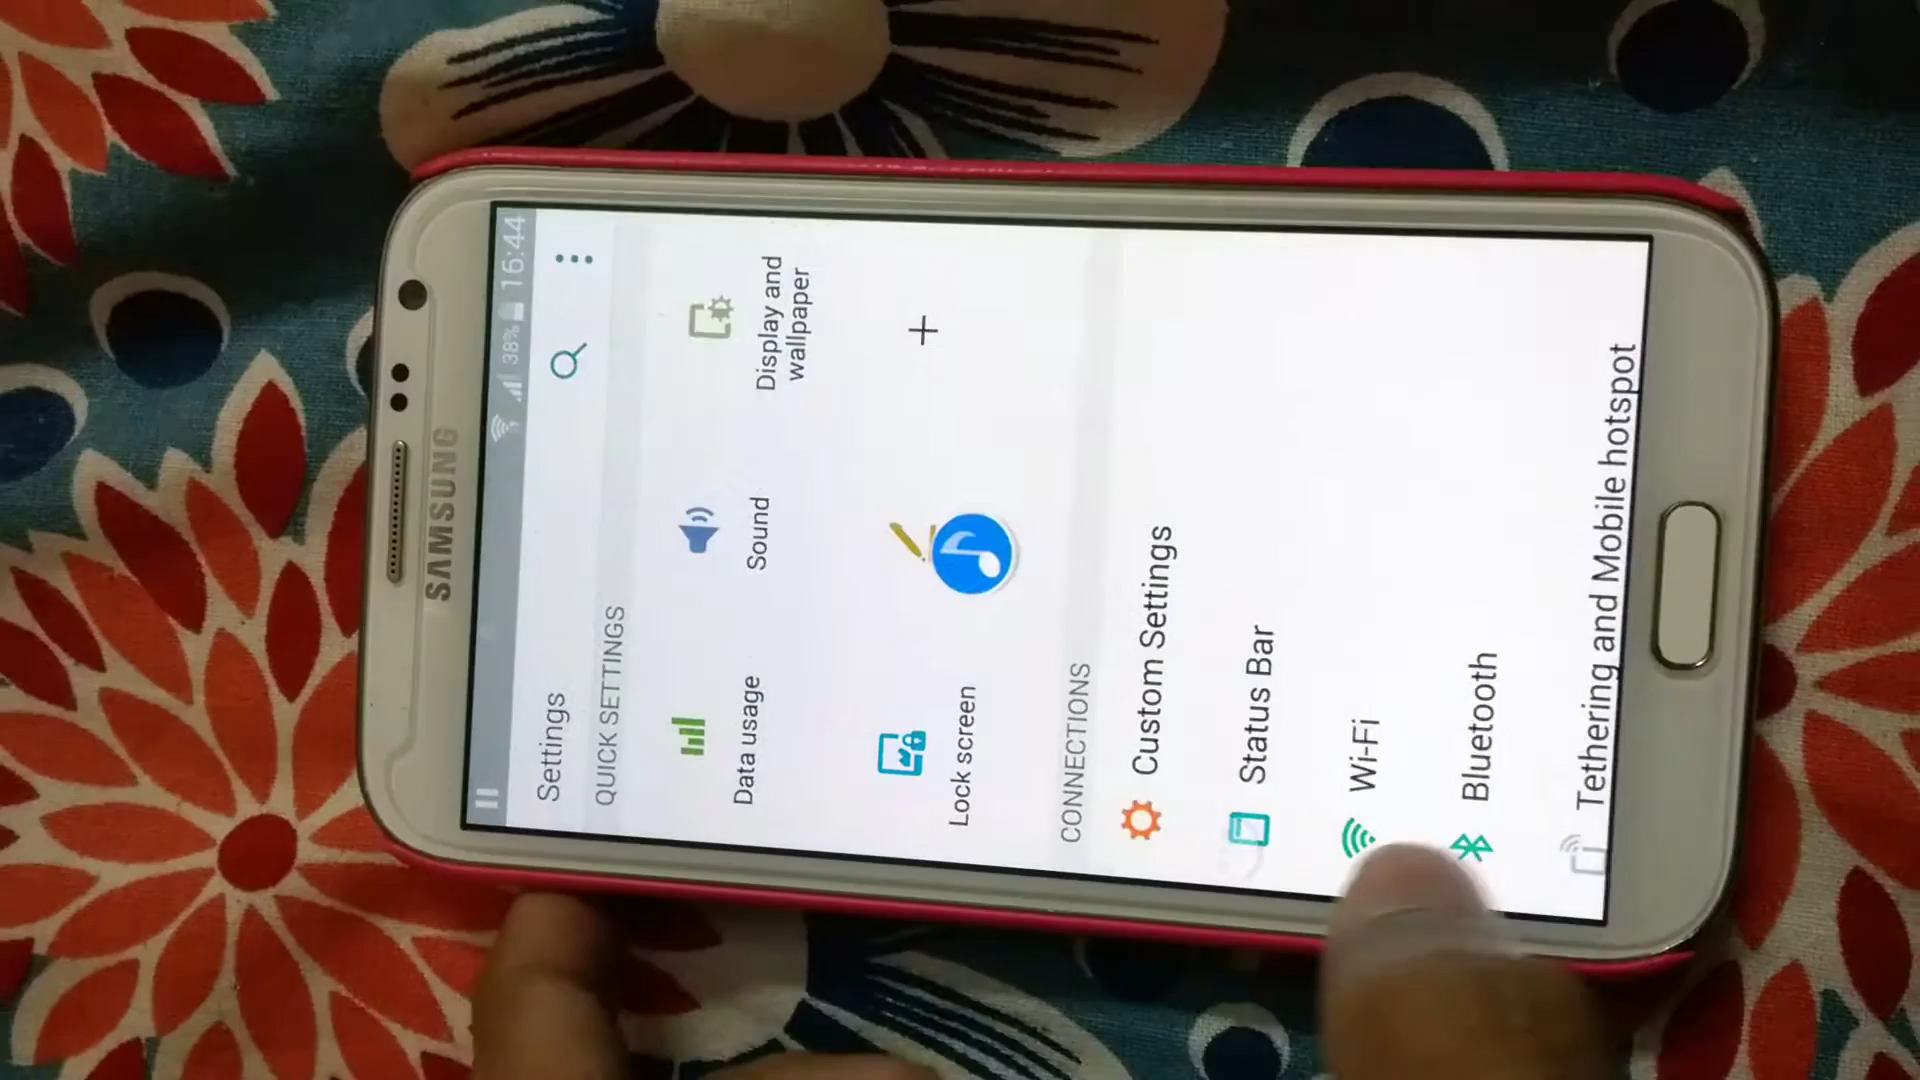 SAMSUNG
38% 16:44
Settings
QUICK SETTINGS
Data usage
Sound
Display and
wallpaper
Lock screen
+
CONNECTIONS
Custom Settings
Status Bar
Wi-Fi
Bluetooth
Tethering and Mobile hotspot